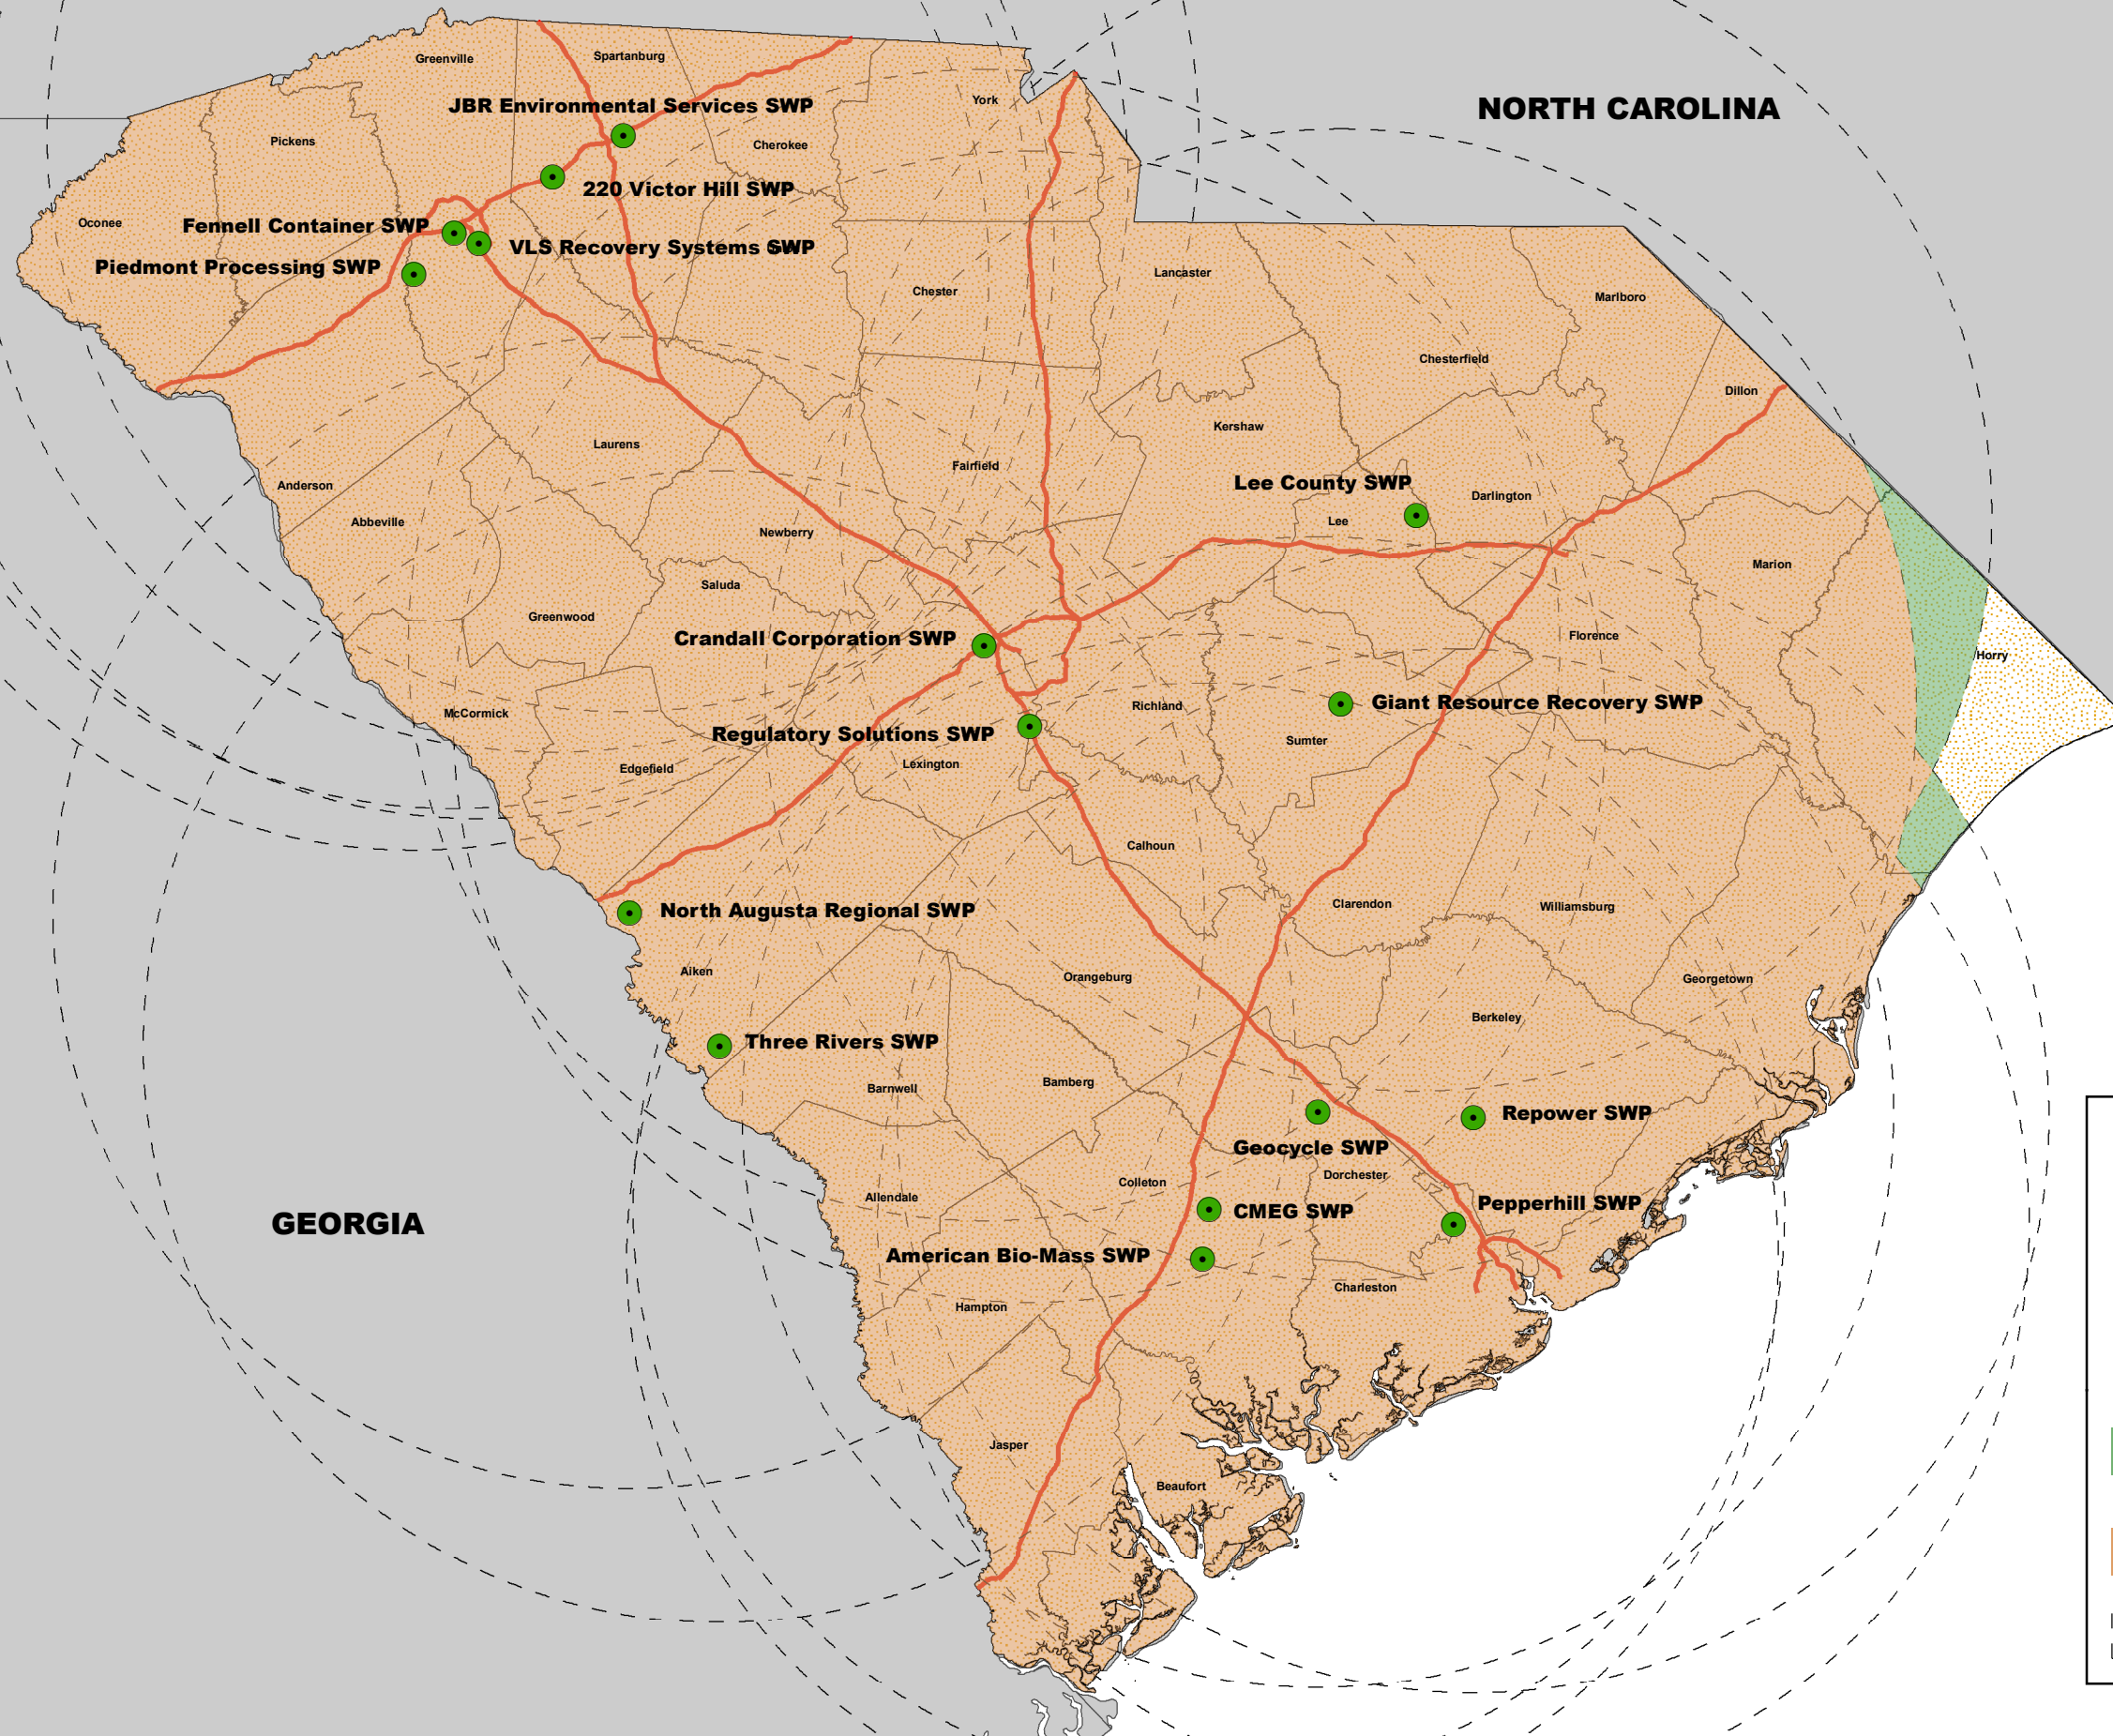 Greenville
Spartanburg
York
JBR Environmental Services SWP
NORTH CAROLINA
Pickens
Cherokee
220 Victor Hill SWP
Oconee
Fennell Container SWP
VLS Recovery Systems SWP
Piedmont Processing SWP
Lancaster
Chester
Marlboro
Chesterfield
Dillon
Kershaw
Laurens
Fairfield
Lee County SWP
Anderson
Darlington
Abbeville
Lee
Newberry
Marion
Saluda
Greenwood
Florence
Crandall Corporation SWP
Horry
Giant Resource Recovery SWP
Richland
McCormick
Regulatory Solutions SWP
Sumter
Lexington
Edgefield
Calhoun
Clarendon
Williamsburg
North Augusta Regional SWP
Aiken
Orangeburg
Georgetown
Berkeley
Three Rivers SWP
Bamberg
Barnwell
Repower SWP
Geocycle SWP
Dorchester
Colleton
Allendale
Pepperhill SWP
CMEG SWP
GEORGIA
American Bio-Mass SWP
Charleston
Hampton
Jasper
Beaufort